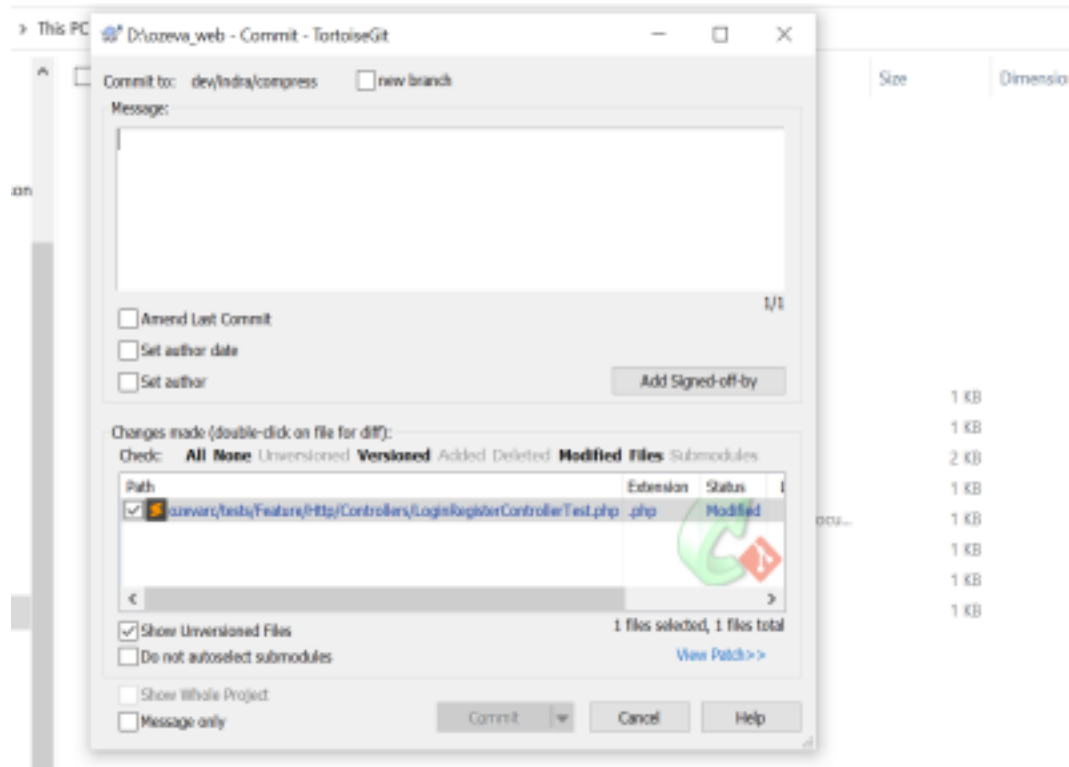 This PC
D:\ozeva_web - Commit - TortoiseGit
Commit to: dev/indra/compress new branch
Size
Dimensio
Message:
on
1/1
Amend Last Commit
Set author date
Set author
Add Signed-off-by
1 KB
1 KB
2 KB
1 KB
1 KB
1 KB
1 KB
1 KB
ocu...
Changes made (double-click on file for diff):
Check: All None Unversioned Versioned Added Deleted Modified Files Submodules
Path Extension Status
ozevarc/tests/Feature/Http/Controllers/LoginRegisterControllerTest.php .php Modified
1 files selected, 1 files total
Show Unversioned Files
Do not autoselect submodules
View Patch>>
Show Whole Project
Message only
Commit
Cancel
Help